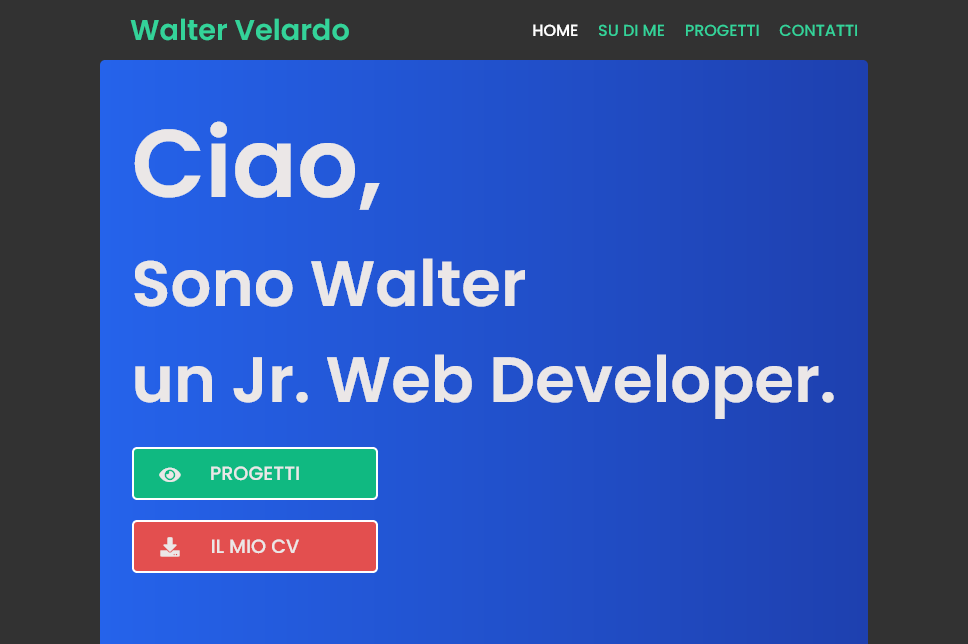 Walter Velardo
HOME SU DI ME PROGETTI CONTATTI
Ciao,
Sono Walter
un Jr. Web Developer.
PROGETTI
IL MIO CV